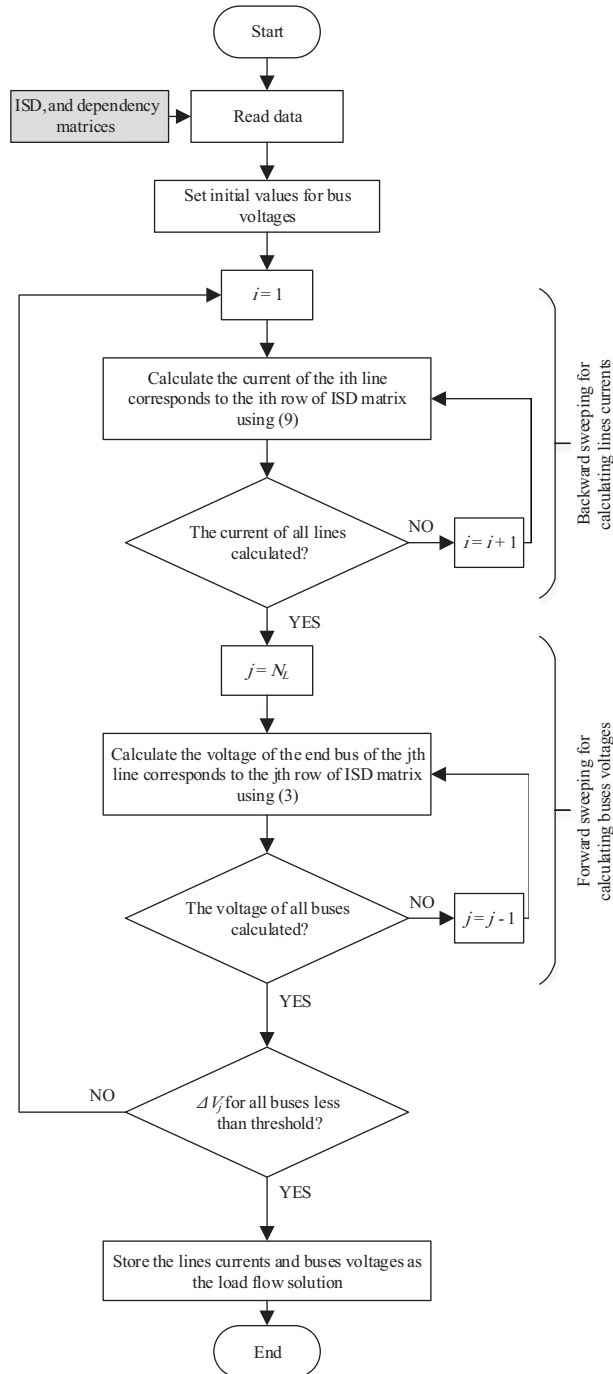 Start
ISD, and dependency
matrices
Read data
Set initial values for bus
voltages
i = 1
Calculate the current of the ith line
corresponds to the ith row of ISD matrix
using (9)
The current of all lines
calculated?
NO
i = i + 1
YES
Backward sweeping for
calculating lines currents
j = N_L
Calculate the voltage of the end bus of the jth
line corresponds to the jth row of ISD matrix
using (3)
The voltage of all buses
calculated?
NO
j = j - 1
YES
Forward sweeping for
calculating buses voltages
ΔV_j for all buses less
than threshold?
NO
YES
Store the lines currents and buses voltages as
the load flow solution
End